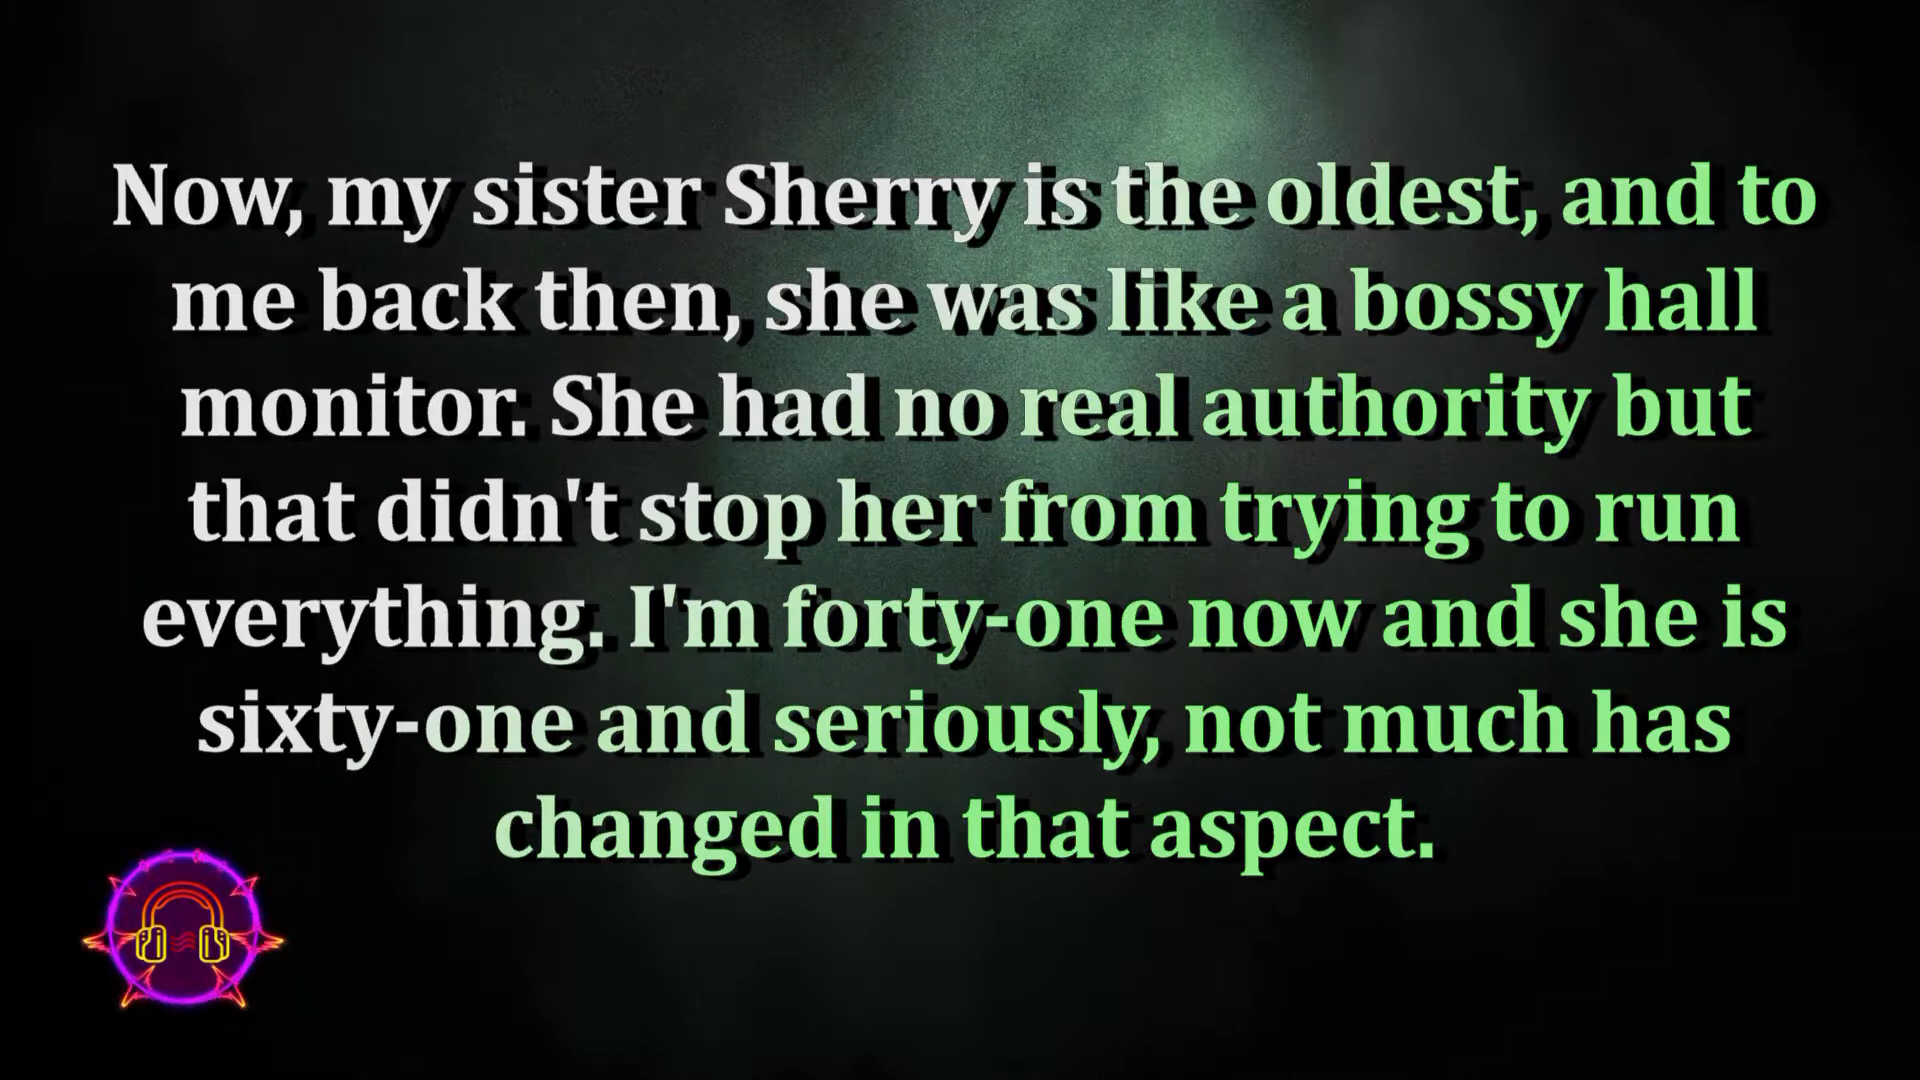 Now, my sister Sherry is the oldest, and to
me back then, she was like a bossy hall
monitor. She had no real authority but
that didn't stop her from trying to run
everything. I'm forty-one now and she is
sixty-one and seriously, not much has
changed in that aspect.